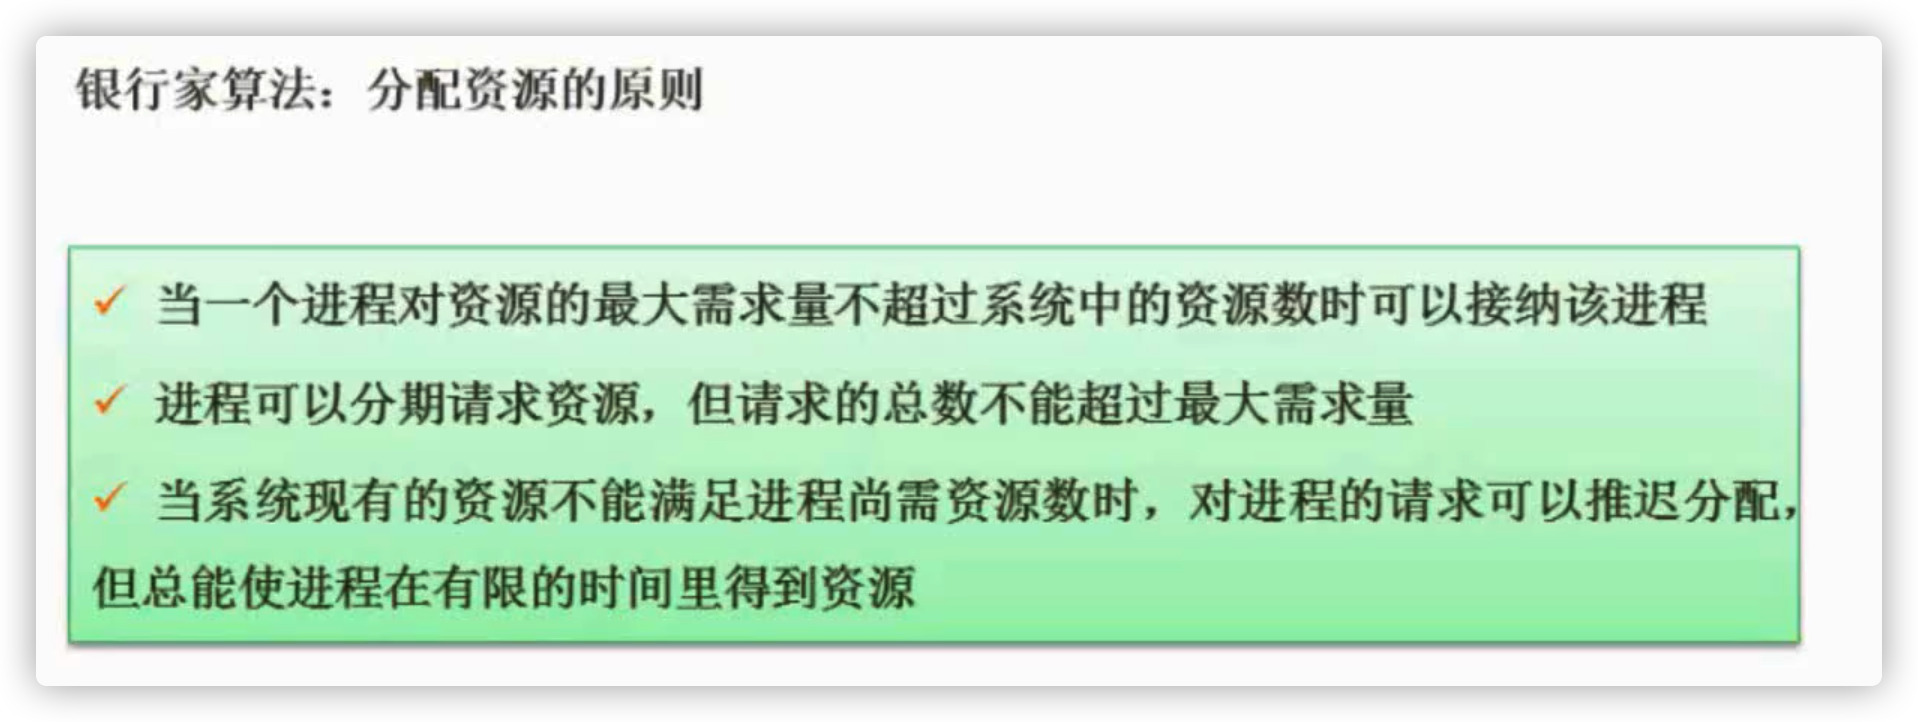 银行家算法：分配资源的原则
当一个进程对资源的最大需求量不超过系统中的资源数时可以接纳该进程
进程可以分期请求资源，但请求的总数不能超过最大需求量
当系统现有的资源不能满足进程尚需资源数时，对进程的请求可以推迟分配，
但总能使进程在有限的时间里得到资源